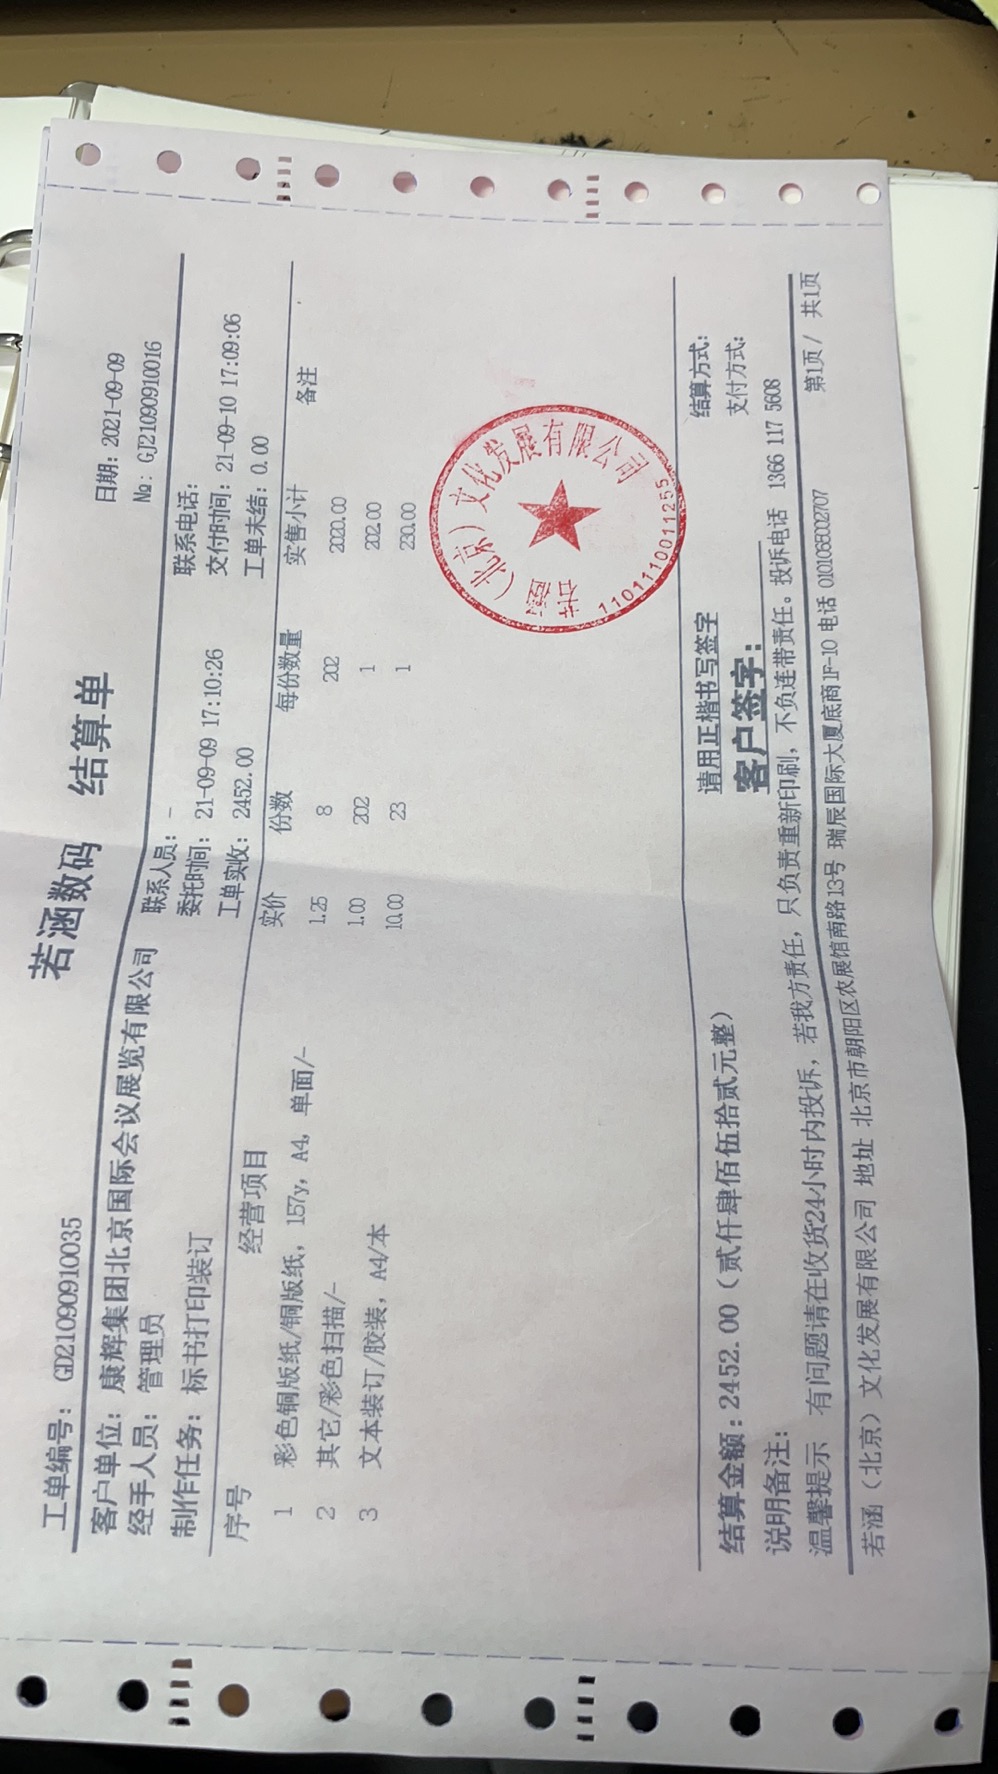 若涵数码 结算单
工单编号: GD21090910035 日期: 2021-09-09
客户单位: 康辉集团北京国际会议展览有限公司 №: GJ21090910016
经手人员: 管理员 联系人员: - 联系电话:
制作任务: 标书打印装订 委托时间: 21-09-09 17:10:26 交付时间: 21-09-10 17:09:06
工单实收: 2452.00 工单未结: 0.00
序号 经营项目 实价 份数 每份数量 实售小计 备注
1 彩色铜版纸/铜版纸, 157y, A4, 单面/- 1.25 8 202 2020.00
2 其它/彩色扫描/- 1.00 202 1 202.00
3 文本装订/胶装, A4/本 10.00 23 1 230.00
若涵（北京）文化发展有限公司
1101110011255
结算金额: 2452.00 (贰仟肆佰伍拾贰元整) 请用正楷书写签字 结算方式:
说明备注: 客户签字: 支付方式:
温馨提示 有问题请在收货24小时内投诉, 若我方责任, 只负责重新印刷, 不负连带责任。投诉电话 1366 117 5608
若涵（北京）文化发展有限公司 地址 北京市朝阳区农展馆南路13号 瑞辰国际大厦底商1F-10 电话 01010656002707 第1页 / 共1页